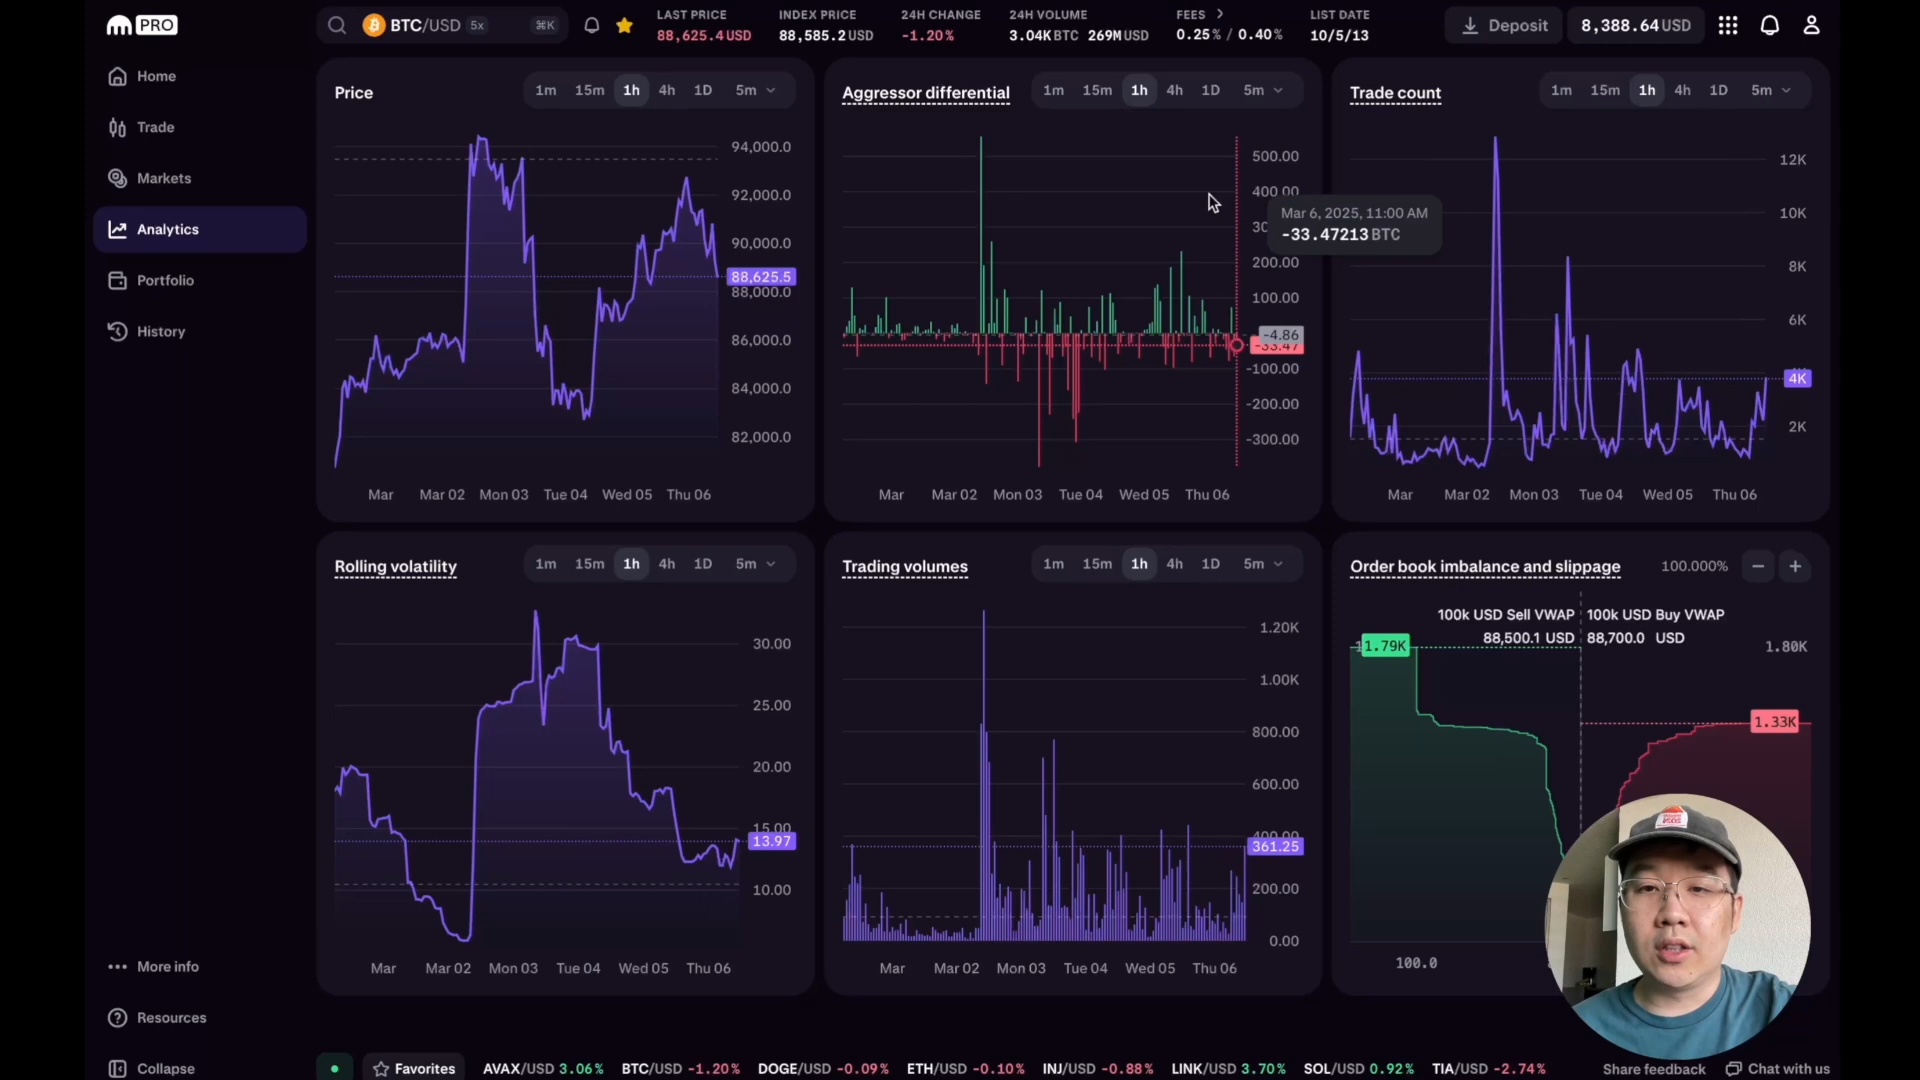 PRO
BTC/USD 5x ⌘K
LAST PRICE
88,625.4 USD
INDEX PRICE
88,585.2 USD
24H CHANGE
-1.20%
24H VOLUME
3.04K BTC 269M USD
FEES >
0.25% / 0.40%
LIST DATE
10/5/13
Deposit
8,388.64 USD
Home
Trade
Markets
Analytics
Portfolio
History
More info
Resources
Collapse
Price
1m 15m 1h 4h 1D 5m
94,000.0
92,000.0
90,000.0
88,625.5
88,000.0
86,000.0
84,000.0
82,000.0
Mar Mar 02 Mon 03 Tue 04 Wed 05 Thu 06
Aggressor differential
1m 15m 1h 4h 1D 5m
500.00
400.00
200.00
100.00
-4.86
-33.47
-100.00
-200.00
-300.00
Mar 6, 2025, 11:00 AM
-33.47213 BTC
Mar Mar 02 Mon 03 Tue 04 Wed 05 Thu 06
Trade count
1m 15m 1h 4h 1D 5m
12K
10K
8K
6K
4K
2K
Mar Mar 02 Mon 03 Tue 04 Wed 05 Thu 06
Rolling volatility
1m 15m 1h 4h 1D 5m
30.00
25.00
20.00
15.00
13.97
10.00
Mar Mar 02 Mon 03 Tue 04 Wed 05 Thu 06
Trading volumes
1m 15m 1h 4h 1D 5m
1.20K
1.00K
800.00
600.00
400.00
361.25
200.00
0.00
Mar Mar 02 Mon 03 Tue 04 Wed 05 Thu 06
Order book imbalance and slippage
100.000% − +
100k USD Sell VWAP
88,500.1 USD
100k USD Buy VWAP
88,700.0 USD
1.79K
1.80K
1.33K
100.0
Favorites
AVAX/USD 3.06% BTC/USD -1.20% DOGE/USD -0.09% ETH/USD -0.10% INJ/USD -0.88% LINK/USD 3.70% SOL/USD 0.92% TIA/USD -2.74%
Share feedback
Chat with us